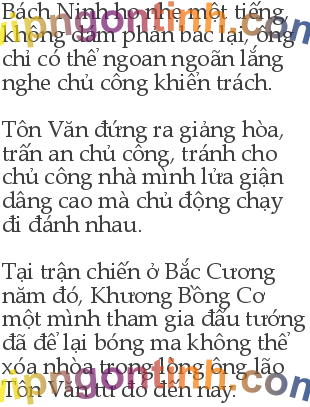 Bách Ninh ho nhẹ một tiếng,
không dám phản bác lại, ông
chỉ có thể ngoan ngoãn lắng
nghe chủ công khiển trách.
Tôn Văn đứng ra giảng hòa,
trấn an chủ công, tránh cho
chủ công nhà mình lửa giận
dâng cao mà chủ động chạy
đi đánh nhau.
Tại trận chiến ở Bắc Cương
năm đó, Khương Bồng Cơ
một mình tham gia đấu tướng
đã để lại bóng ma không thể
xóa nhòa trong lòng ông lão
Tôn Văn từ đó đến nay.
vipngontinh.com
vipngontinh.com